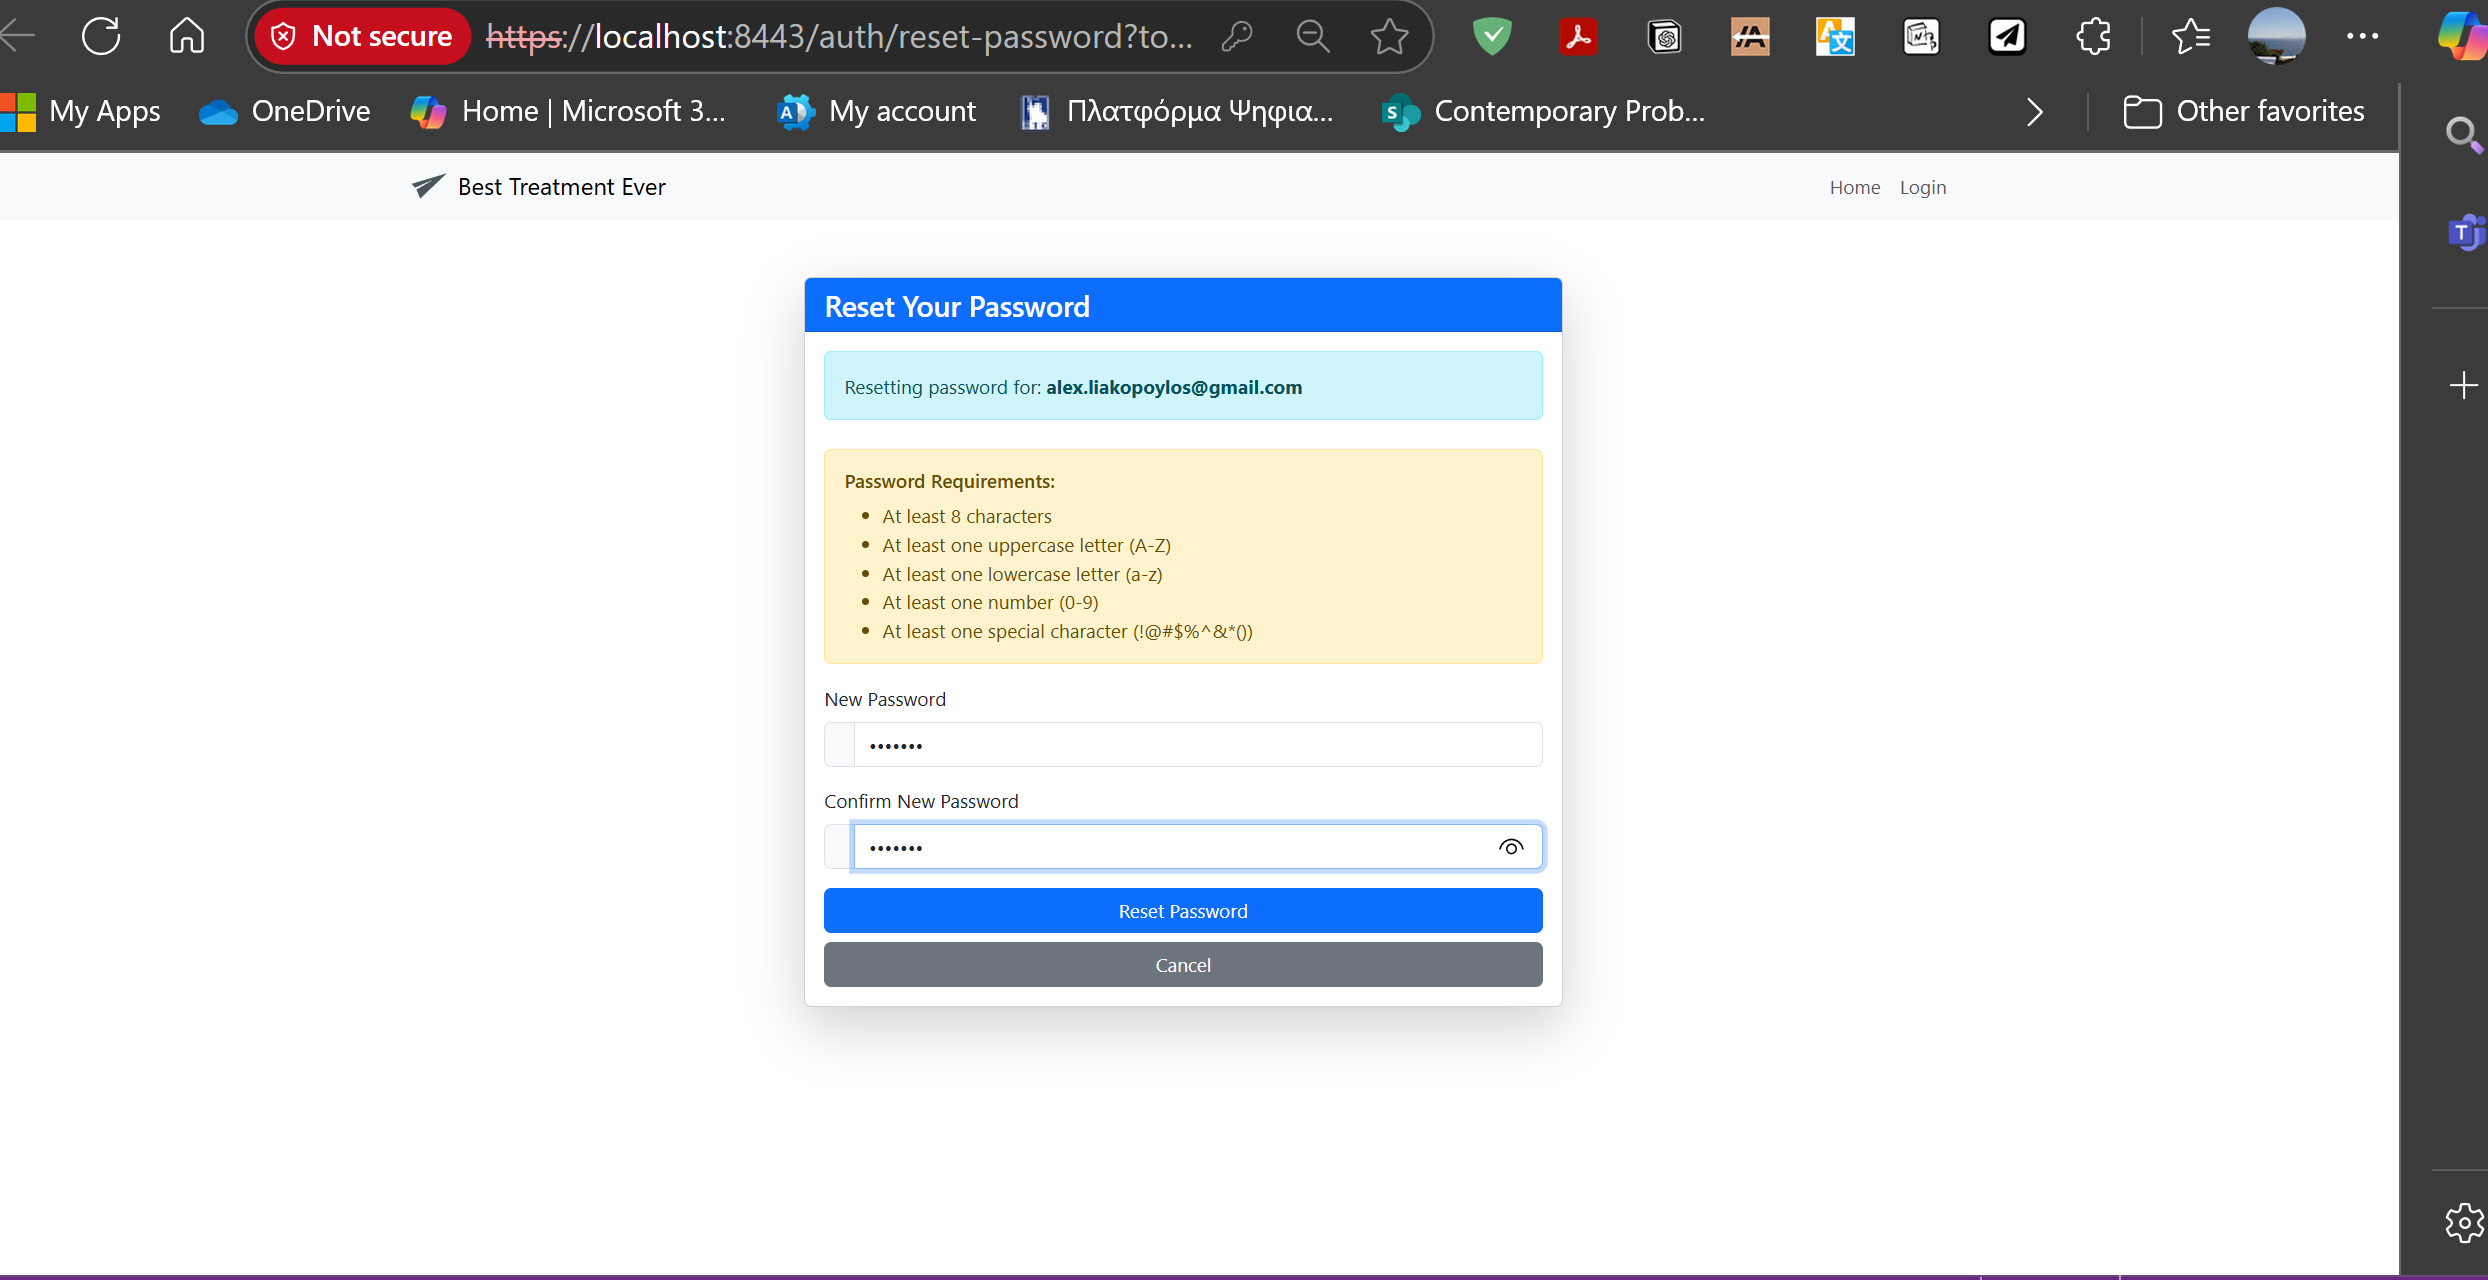 Not secure https://localhost:8443/auth/reset-password?to...
My Apps OneDrive Home | Microsoft 3... My account Πλατφόρμα Ψηφια... Contemporary Prob... Other favorites
Best Treatment Ever Home Login
Reset Your Password
Resetting password for: alex.liakopoylos@gmail.com
Password Requirements:
• At least 8 characters
• At least one uppercase letter (A-Z)
• At least one lowercase letter (a-z)
• At least one number (0-9)
• At least one special character (!@#$%^&*())
New Password
•••••••
Confirm New Password
•••••••
Reset Password
Cancel